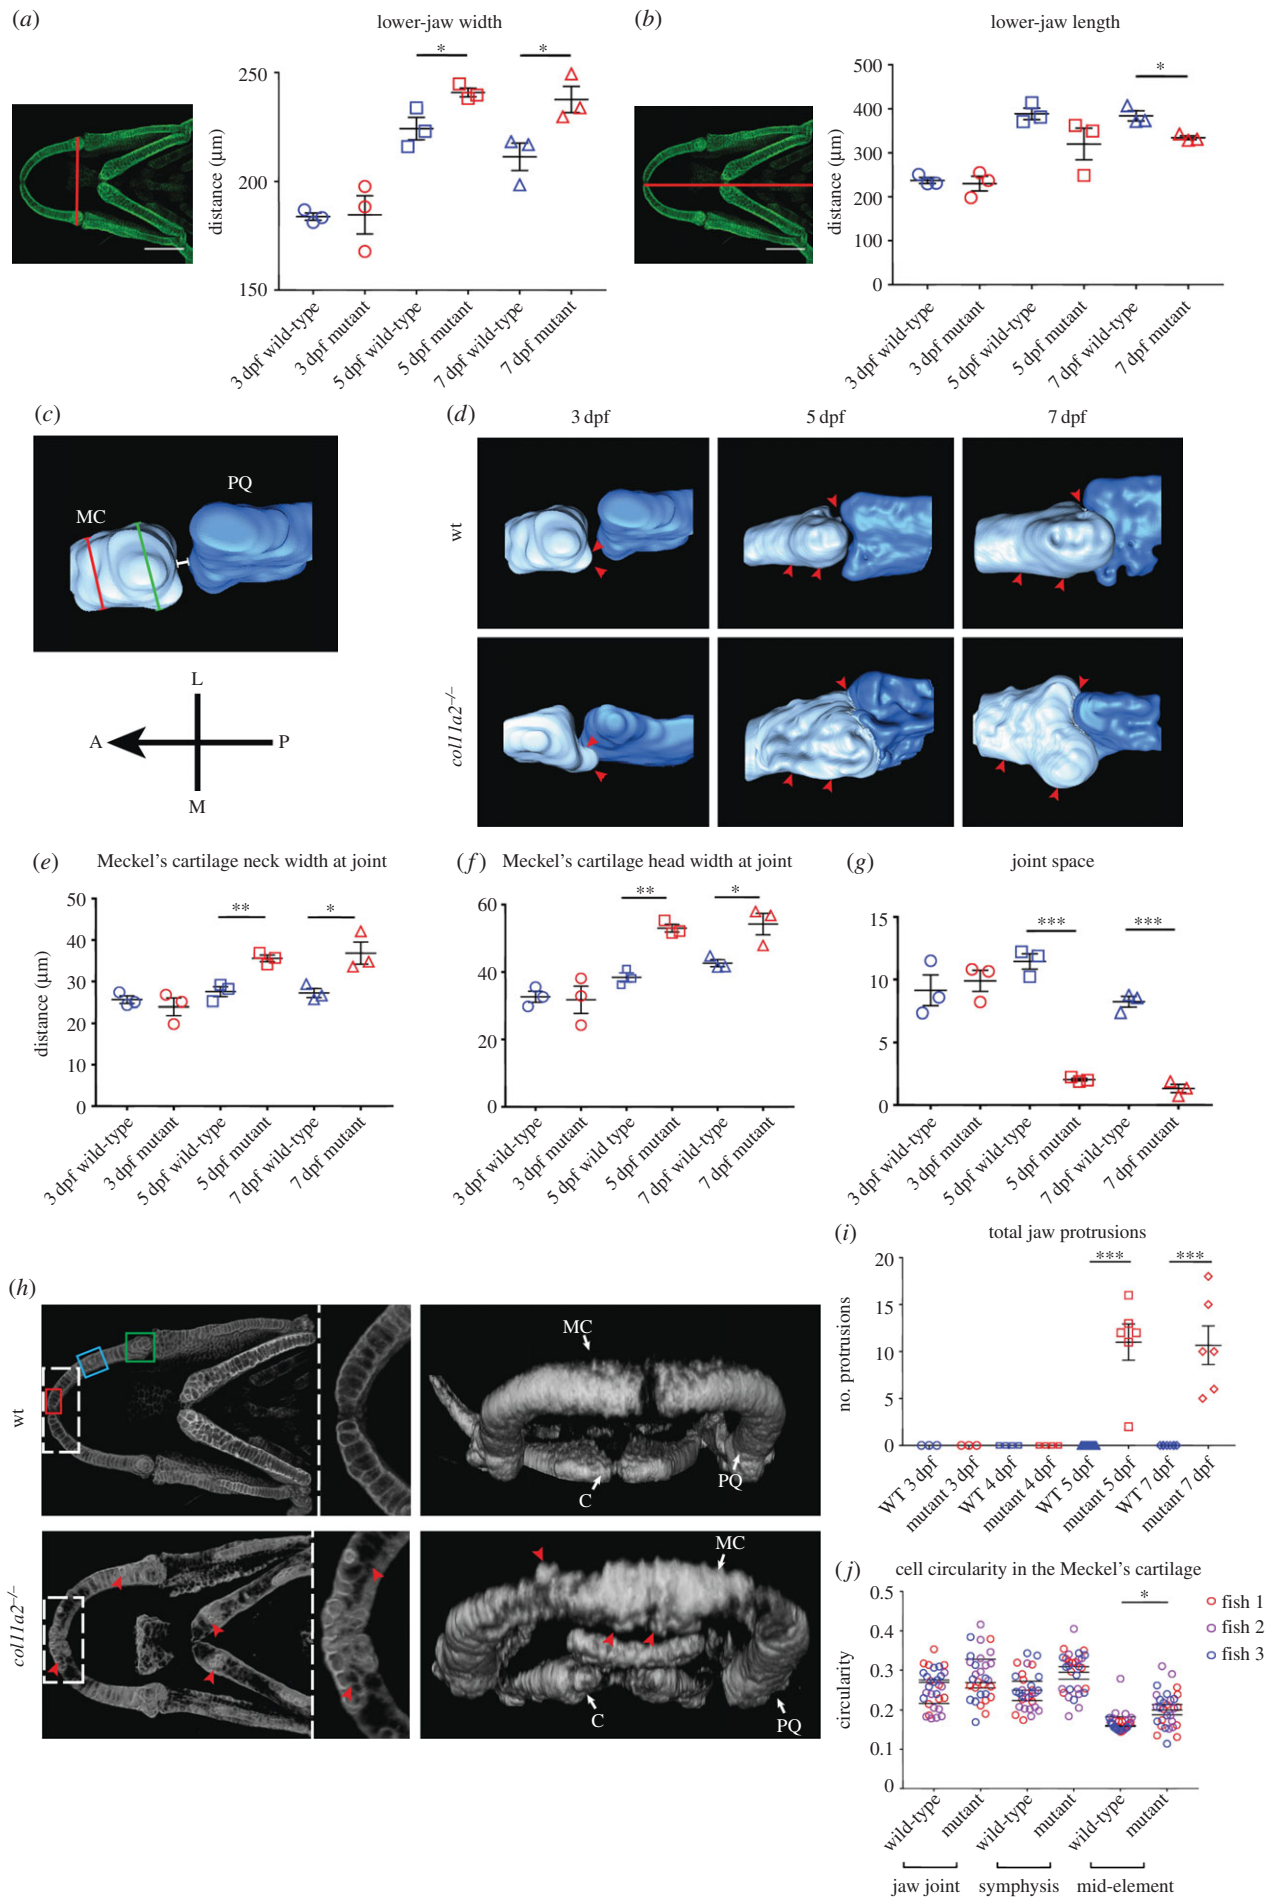 (a)
lower-jaw width
*
*
250
200
150
distance (µm)
3 dpf wild-type
3 dpf mutant
5 dpf wild-type
5 dpf mutant
7 dpf wild-type
7 dpf mutant
(b)
lower-jaw length
*
500
400
300
200
100
0
distance (µm)
3 dpf wild-type
3 dpf mutant
5 dpf wild-type
5 dpf mutant
7 dpf wild-type
7 dpf mutant
(c)
MC
PQ
L
A
P
M
(d)
3 dpf
5 dpf
7 dpf
wt
col11a2−/−
(e)
Meckel's cartilage neck width at joint
**
*
50
40
30
20
10
0
distance (µm)
3 dpf wild-type
3 dpf mutant
5 dpf wild-type
5 dpf mutant
7 dpf wild-type
7 dpf mutant
(f)
Meckel's cartilage head width at joint
**
*
60
40
20
0
3 dpf wild-type
3 dpf mutant
5 dpf wild type
5 dpf mutant
7 dpf wild-type
7 dpf mutant
(g)
joint space
***
***
15
10
5
0
3 dpf wild-type
3 dpf mutant
5 dpf wild-type
5 dpf mutant
7 dpf wild-type
7 dpf mutant
(h)
wt
MC
C
PQ
col11a2−/−
MC
C
PQ
(i)
total jaw protrusions
***
***
20
15
10
5
0
no. protrusions
WT 3 dpf
mutant 3 dpf
WT 4 dpf
mutant 4 dpf
WT 5 dpf
mutant 5 dpf
WT 7 dpf
mutant 7 dpf
(j)
cell circularity in the Meckel's cartilage
*
0.5
0.4
0.3
0.2
0.1
0
circularity
fish 1
fish 2
fish 3
wild-type
mutant
wild-type
mutant
wild-type
mutant
jaw joint
symphysis
mid-element